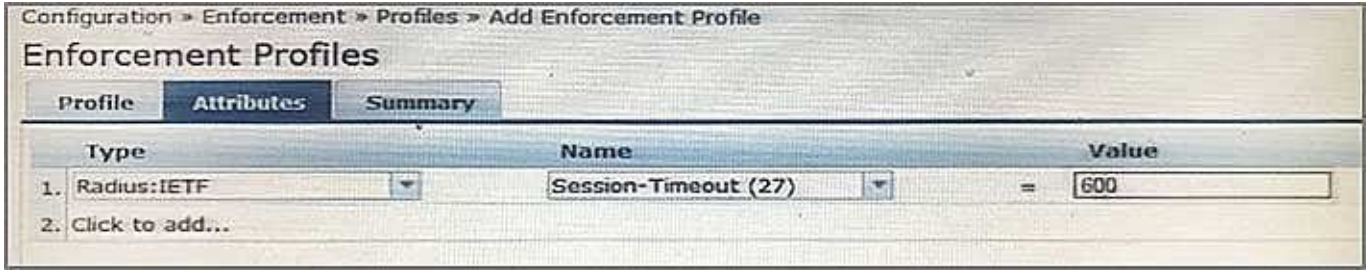 Configuration » Enforcement » Profiles » Add Enforcement Profile
Enforcement Profiles
Profile Attributes Summary
Type Name Value
1. Radius:IETF Session-Timeout (27) = 600
2. Click to add...